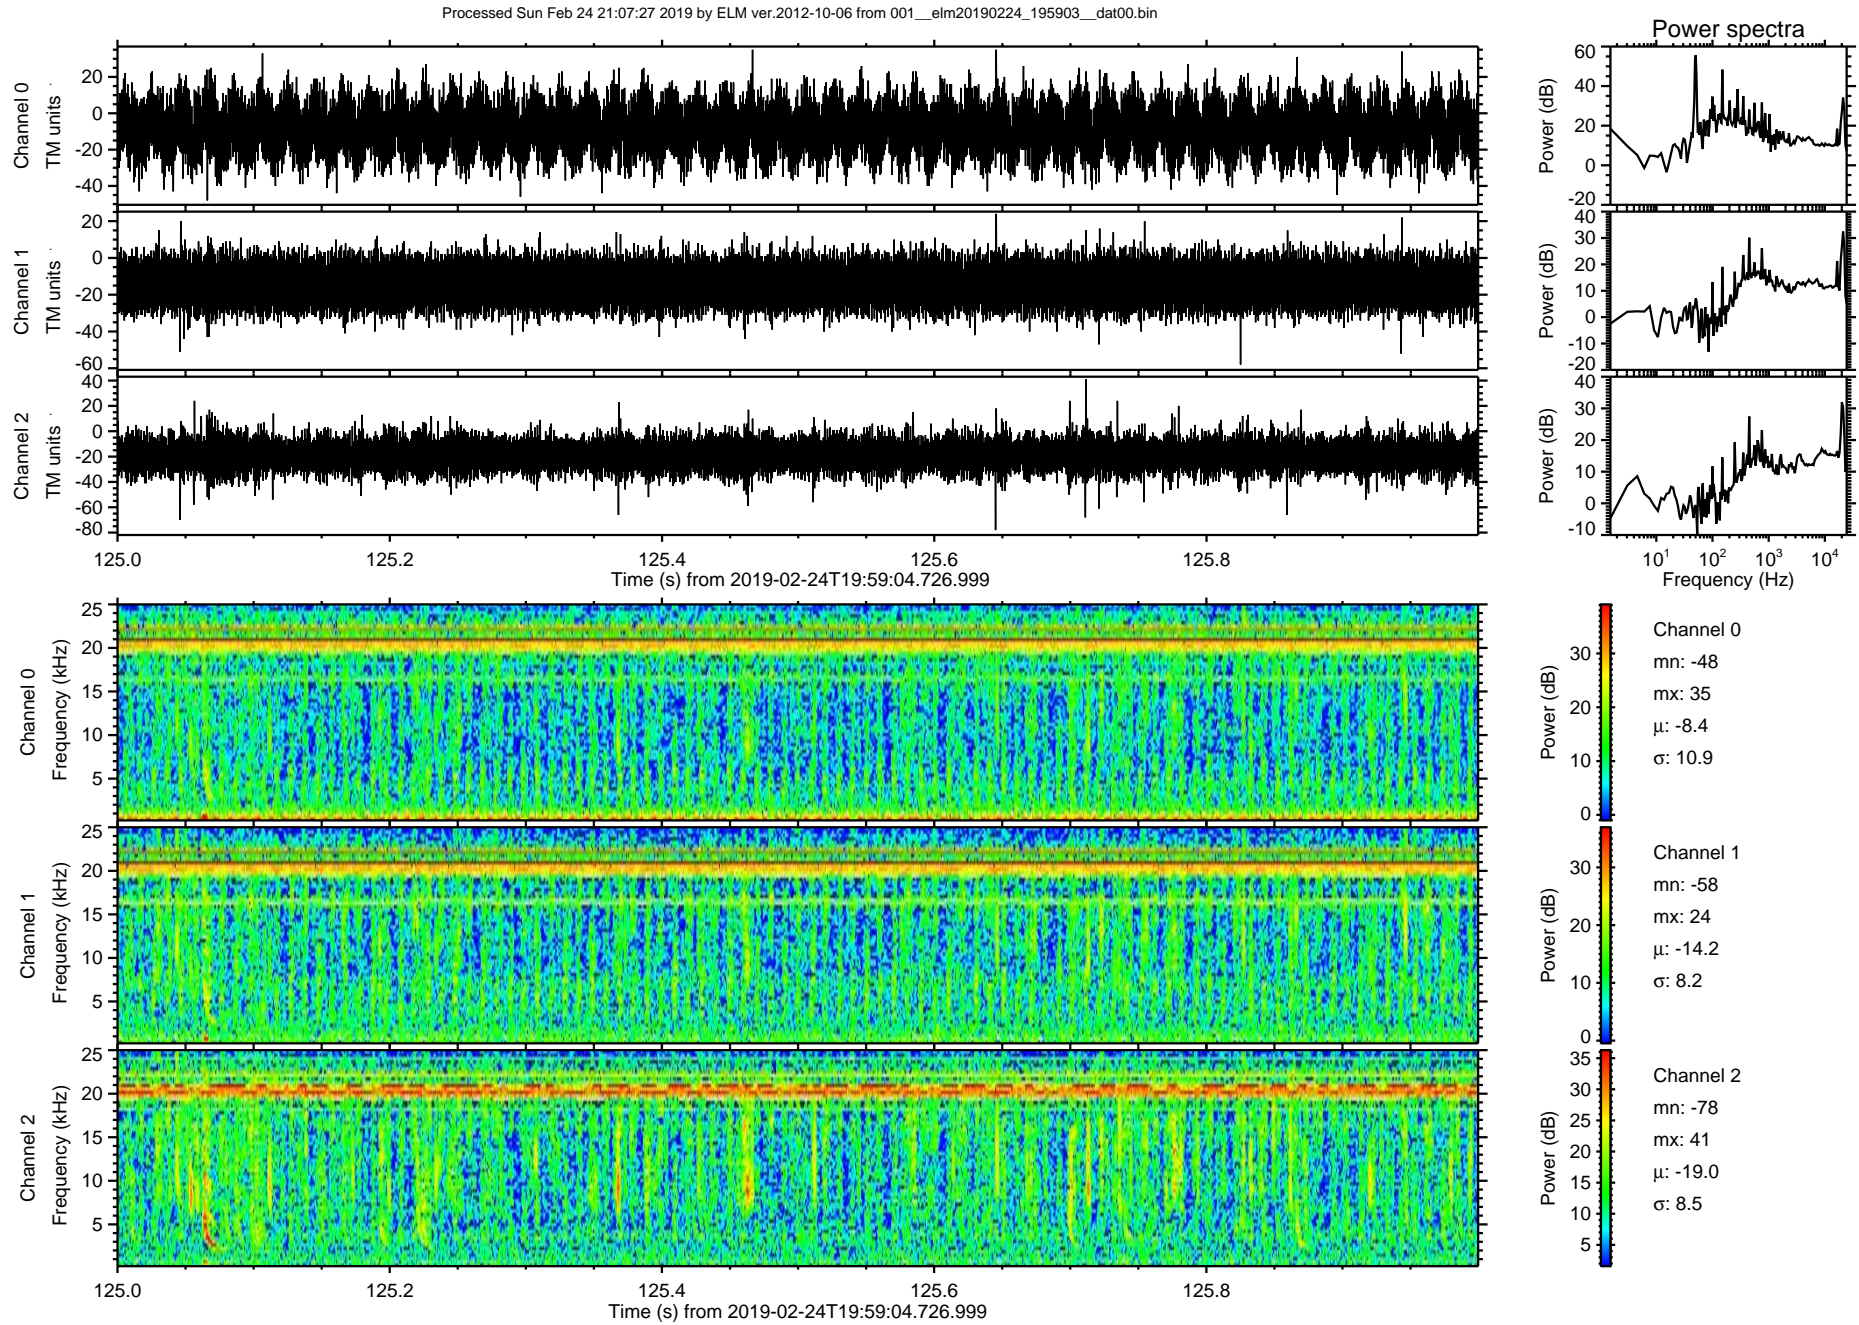 Processed Sun Feb 24 21:07:27 2019 by ELM ver.2012-10-06 from 001__elm20190224_195903__dat00.bin
Power spectra
Channel 0
TM units
20
0
-20
-40
Power (dB)
60
40
20
0
-20
Channel 1
TM units
20
0
-20
-40
-60
Power (dB)
40
30
20
10
0
-10
-20
Channel 2
TM units
40
20
0
-20
-40
-60
-80
Power (dB)
40
30
20
10
0
-10
125.0 125.2 125.4 125.6 125.8
Time (s) from 2019-02-24T19:59:04.726.999
10¹ 10² 10³ 10⁴
Frequency (Hz)
Channel 0
Frequency (kHz)
25
20
15
10
5
Power (dB)
30
20
10
0
Channel 0
mn: -48
mx: 35
μ: -8.4
σ: 10.9
Channel 1
Frequency (kHz)
25
20
15
10
5
Power (dB)
30
20
10
0
Channel 1
mn: -58
mx: 24
μ: -14.2
σ: 8.2
Channel 2
Frequency (kHz)
25
20
15
10
5
Power (dB)
35
30
25
20
15
10
5
Channel 2
mn: -78
mx: 41
μ: -19.0
σ: 8.5
125.0 125.2 125.4 125.6 125.8
Time (s) from 2019-02-24T19:59:04.726.999